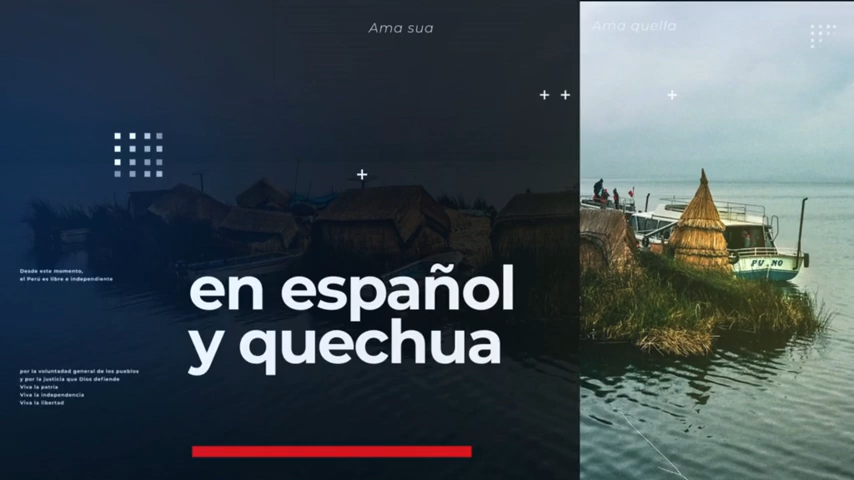 Ama sua
Ama quella
Desde este momento,
el Perú es libre e independiente
en español
y quechua
PUNO
por la voluntadad general de los pueblos
y por la justicia que Dios defiende
Viva la patria
Viva la independencia
Viva la libertad